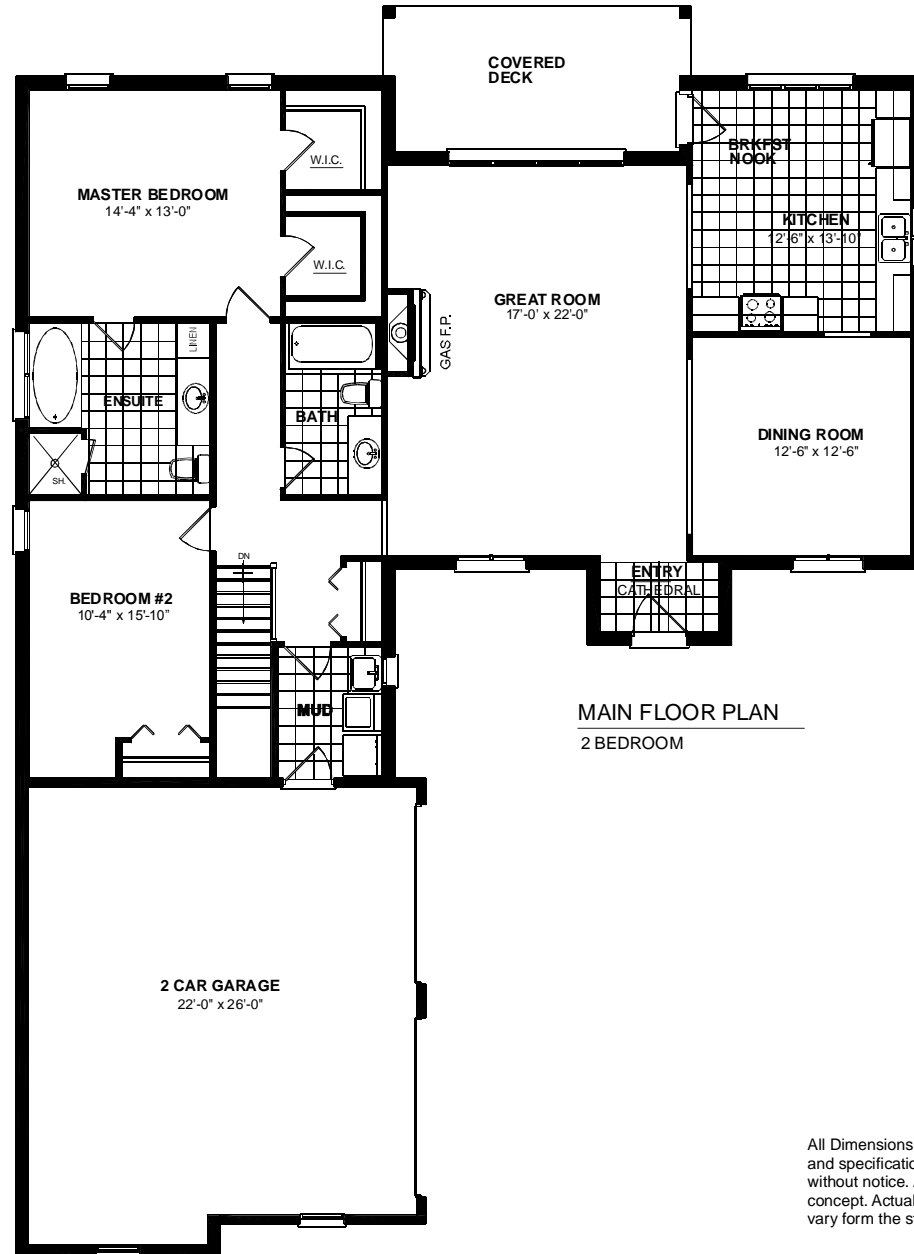 COVERED
DECK
BRKFST
NOOK
W.I.C.
MASTER BEDROOM
14'-4" x 13'-0"
KITCHEN
12'-6" x 13'-10"
W.I.C.
GREAT ROOM
17'-0' x 22'-0"
GAS F.P.
LINEN
ENSUITE
BATH
DINING ROOM
12'-6" x 12'-6"
SH.
DN
ENTRY
CATHEDRAL
BEDROOM #2
10'-4" x 15'-10"
MUD
MAIN FLOOR PLAN
2 BEDROOM
2 CAR GARAGE
22'-0" x 26'-0"
All Dimensions
and specificatio
without notice.
concept. Actual
vary form the